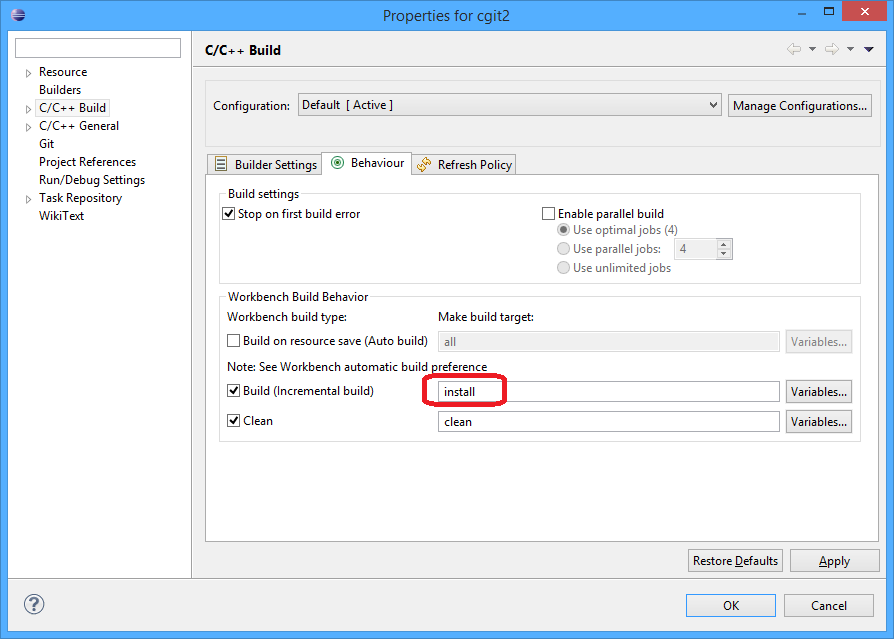 Properties for cgit2
C/C++ Build
Resource
Builders
C/C++ Build
C/C++ General
Git
Project References
Run/Debug Settings
Task Repository
WikiText
Configuration:
Default [ Active ]
Manage Configurations...
Builder Settings
Behaviour
Refresh Policy
Build settings
Stop on first build error
Enable parallel build
Use optimal jobs (4)
Use parallel jobs:
4
Use unlimited jobs
Workbench Build Behavior
Workbench build type:
Make build target:
Build on resource save (Auto build)
all
Variables...
Note: See Workbench automatic build preference
Build (Incremental build)
install
Variables...
Clean
clean
Variables...
Restore Defaults
Apply
?
OK
Cancel